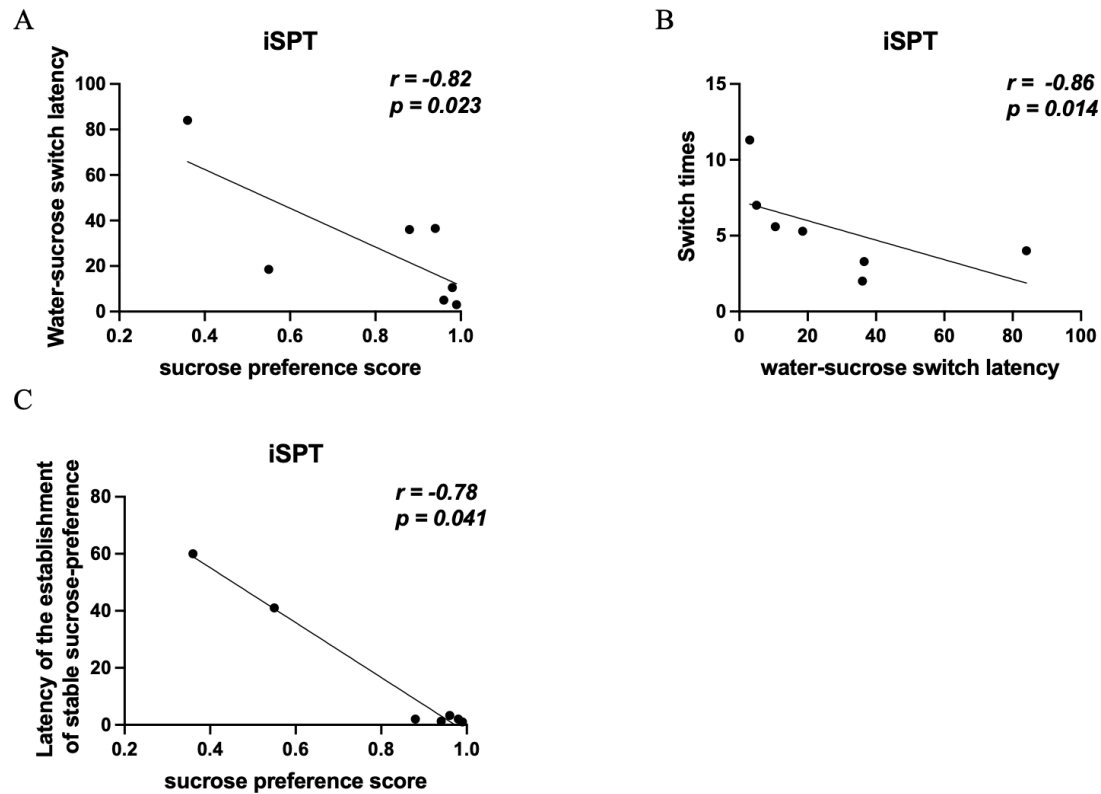 A
iSPT
r = -0.82
p = 0.023
Water-sucrose switch latency
100
80
60
40
20
0
0.2 0.4 0.6 0.8 1.0
sucrose preference score
B
iSPT
r = -0.86
p = 0.014
Switch times
15
10
5
0
0 20 40 60 80 100
water-sucrose switch latency
C
iSPT
r = -0.78
p = 0.041
Latency of the establishment
of stable sucrose-preference
80
60
40
20
0
0.2 0.4 0.6 0.8 1.0
sucrose preference score